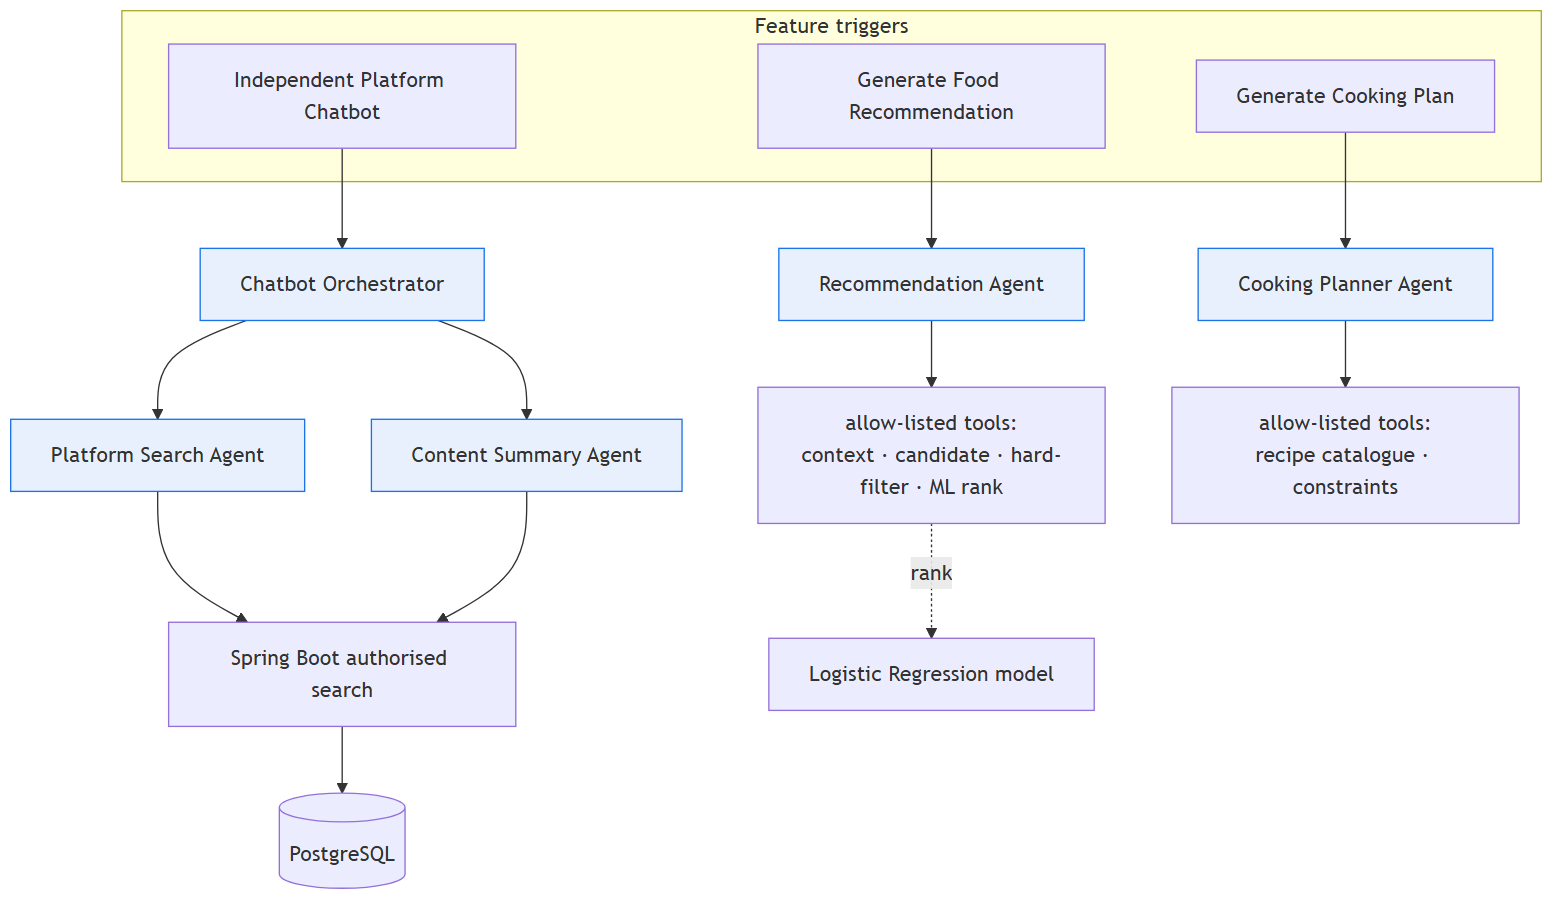 Feature triggers
Independent Platform
Chatbot
Generate Food
Recommendation
Generate Cooking Plan
Chatbot Orchestrator
Recommendation Agent
Cooking Planner Agent
Platform Search Agent
Content Summary Agent
allow-listed tools:
context · candidate · hard-
filter · ML rank
allow-listed tools:
recipe catalogue ·
constraints
rank
Spring Boot authorised
search
Logistic Regression model
PostgreSQL